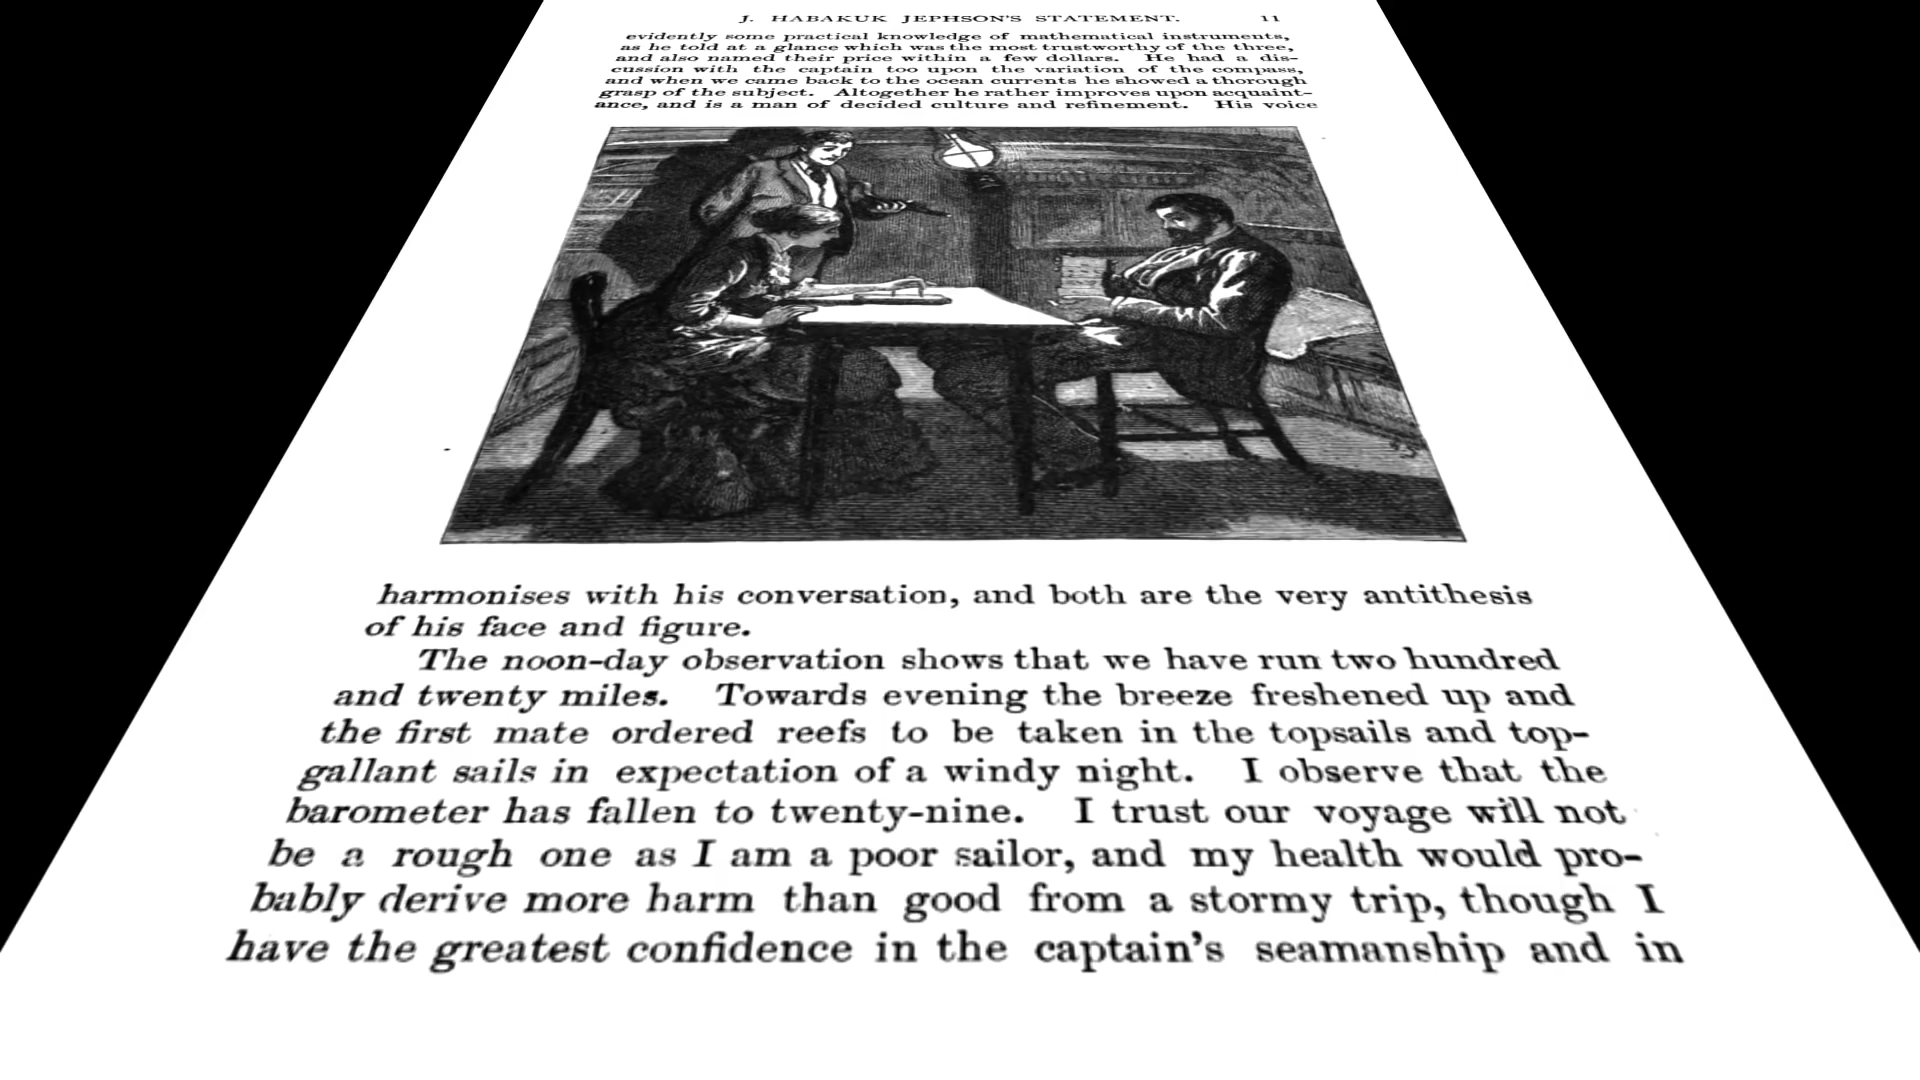 J. HABAKUK JEPHSON'S STATEMENT. 11
evidently some practical knowledge of mathematical instruments,
as he told at a glance which was the most trustworthy of the three,
and also named their price within a few dollars. He had a dis-
cussion with the captain too upon the variation of the compass,
and when we came back to the ocean currents he showed a thorough
grasp of the subject. Altogether he rather improves upon acquaint-
ance, and is a man of decided culture and refinement. His voice
harmonises with his conversation, and both are the very antithesis
of his face and figure.
The noon-day observation shows that we have run two hundred
and twenty miles. Towards evening the breeze freshened up and
the first mate ordered reefs to be taken in the topsails and top-
gallant sails in expectation of a windy night. I observe that the
barometer has fallen to twenty-nine. I trust our voyage will not
be a rough one as I am a poor sailor, and my health would pro-
bably derive more harm than good from a stormy trip, though I
have the greatest confidence in the captain's seamanship and in